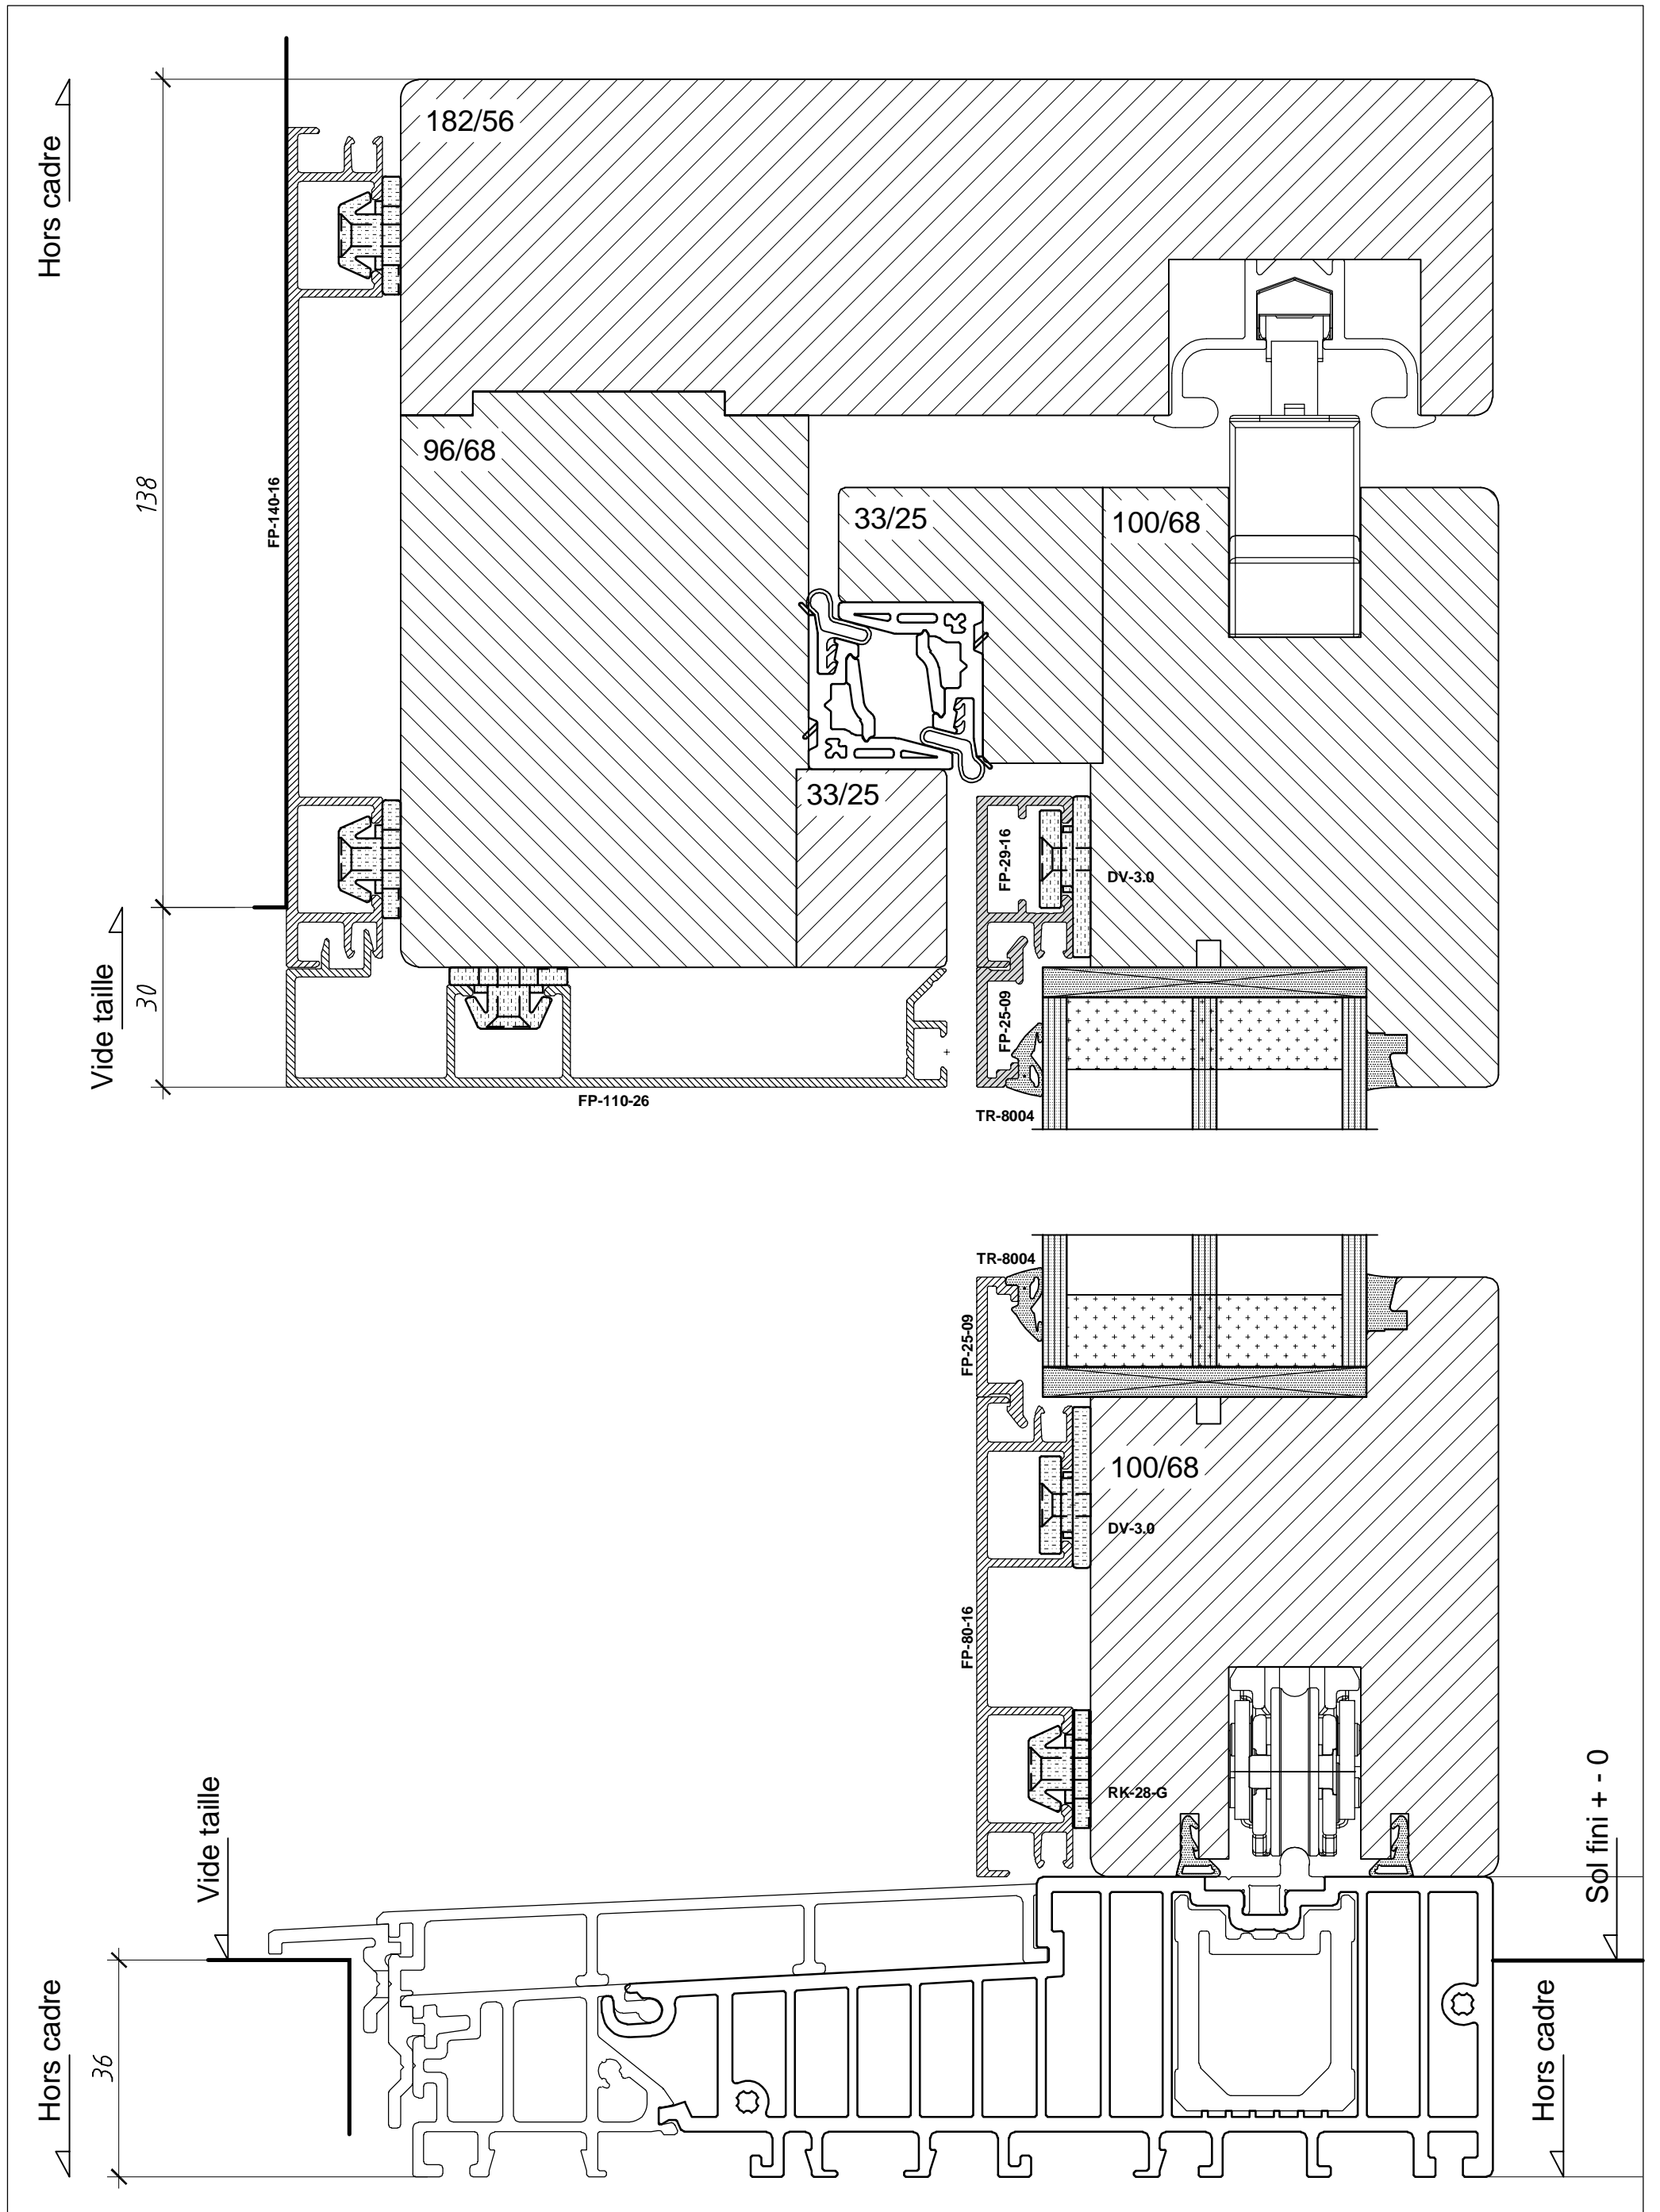 Hors cadre
182/56
138
FP-140-16
96/68
33/25
100/68
33/25
FP-29-16
DV-3.0
Vide taille
30
FP-25-09
FP-110-26
TR-8004
TR-8004
FP-25-09
100/68
DV-3.0
FP-80-16
RK-28-G
Vide taille
Sol fini + - 0
Hors cadre
36
Hors cadre